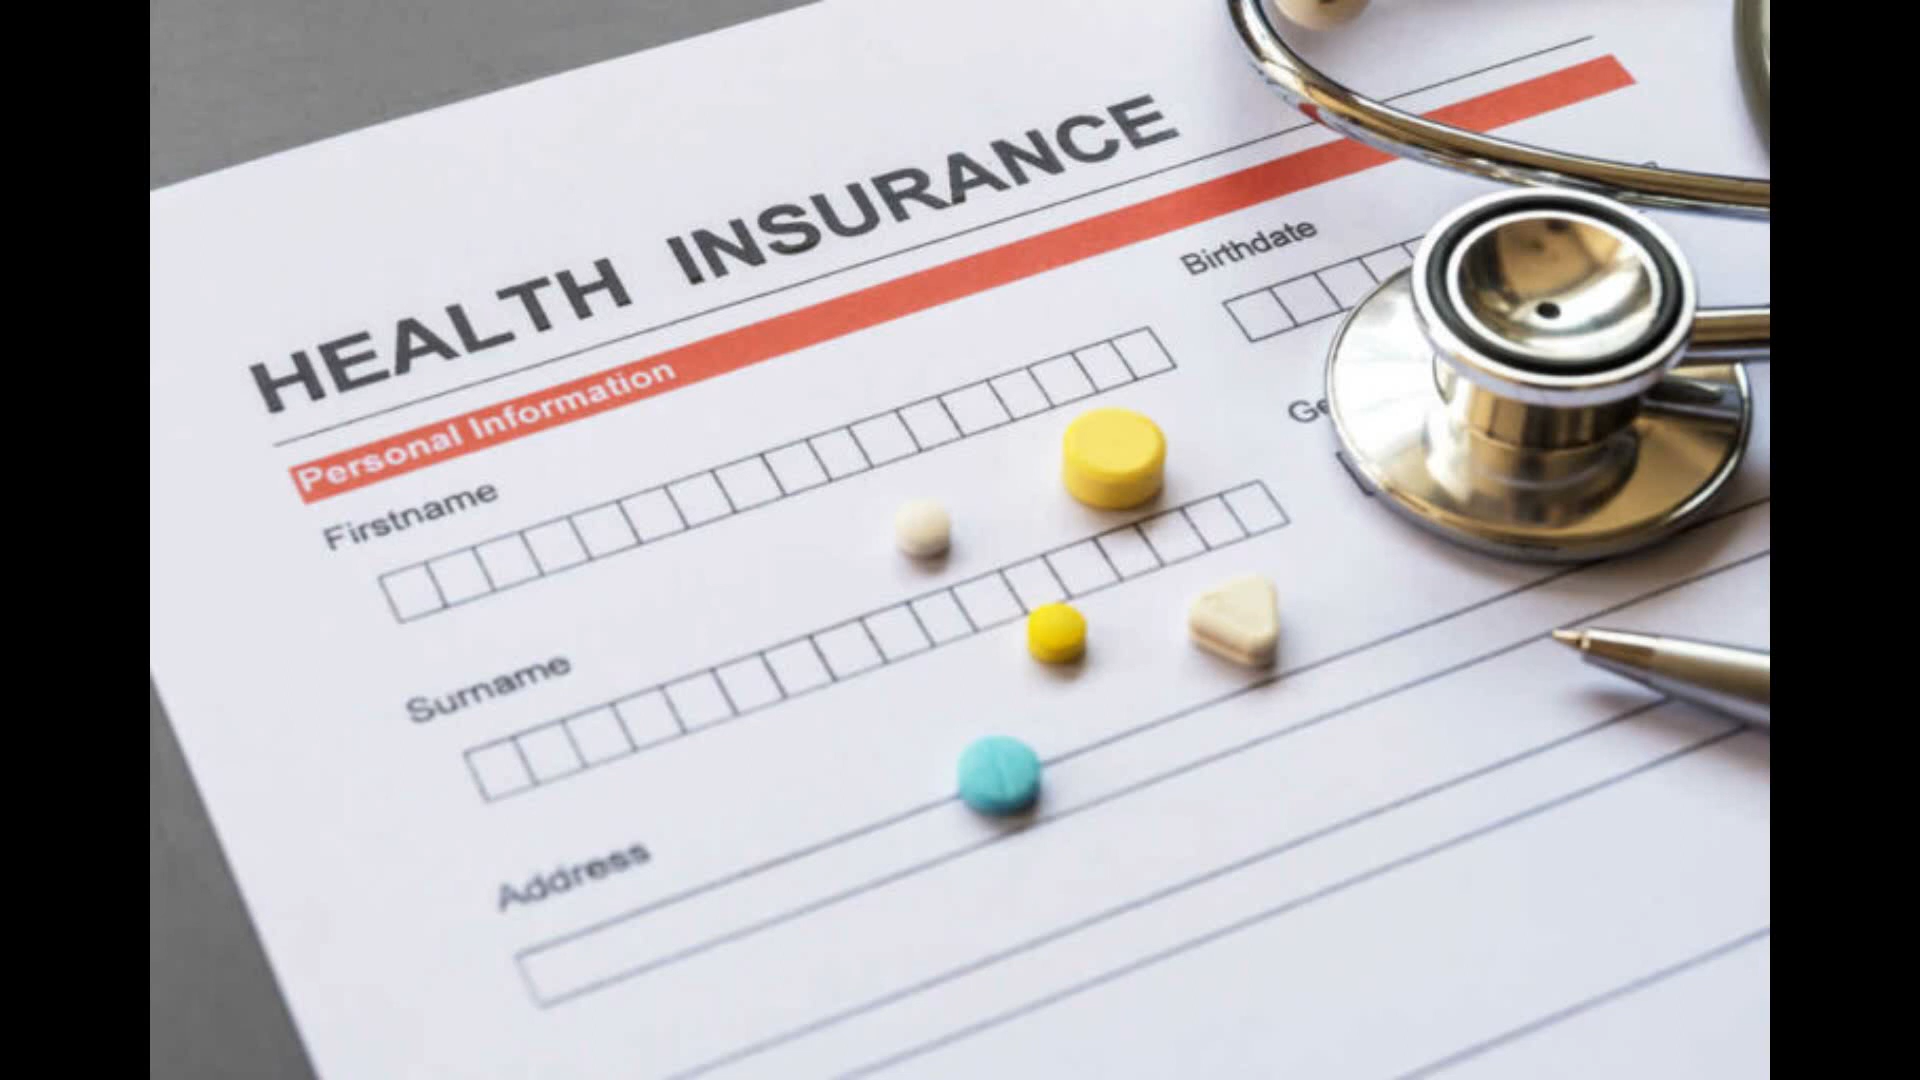 HEALTH INSURANCE
Personal Information
Firstname
Birthdate
Surname
Address